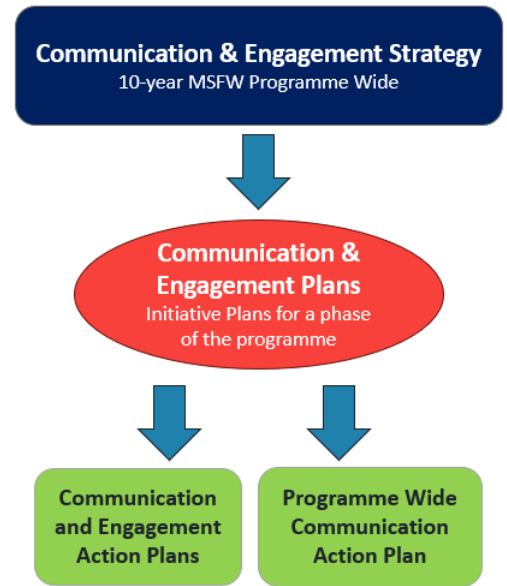 Communication & Engagement Strategy
10-year MSFW Programme Wide
Communication &
Engagement Plans
Initiative Plans for a phase
of the programme
Communication
and Engagement
Action Plans
Programme Wide
Communication
Action Plan